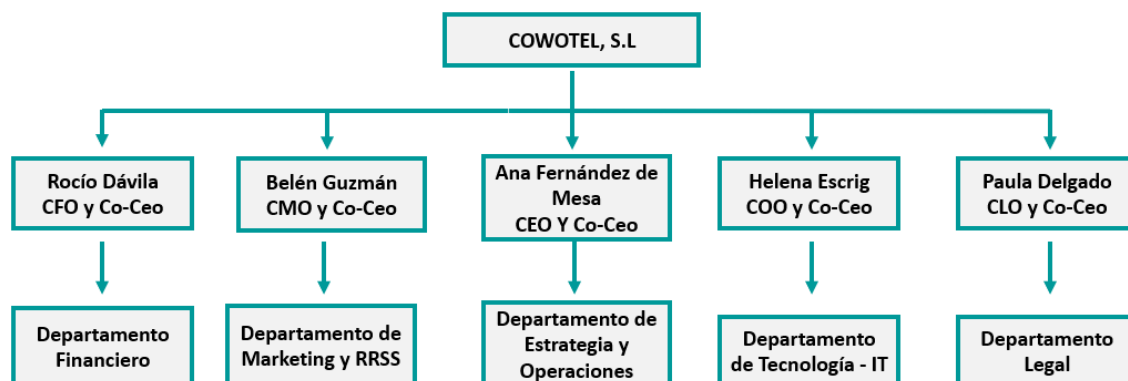 COWOTEL, S.L
Rocío Dávila
CFO y Co-Ceo
Belén Guzmán
CMO y Co-Ceo
Ana Fernández de
Mesa
CEO Y Co-Ceo
Helena Escrig
COO y Co-Ceo
Paula Delgado
CLO y Co-Ceo
Departamento
Financiero
Departamento de
Marketing y RRSS
Departamento de
Estrategia y
Operaciones
Departamento
de Tecnología - IT
Departamento
Legal